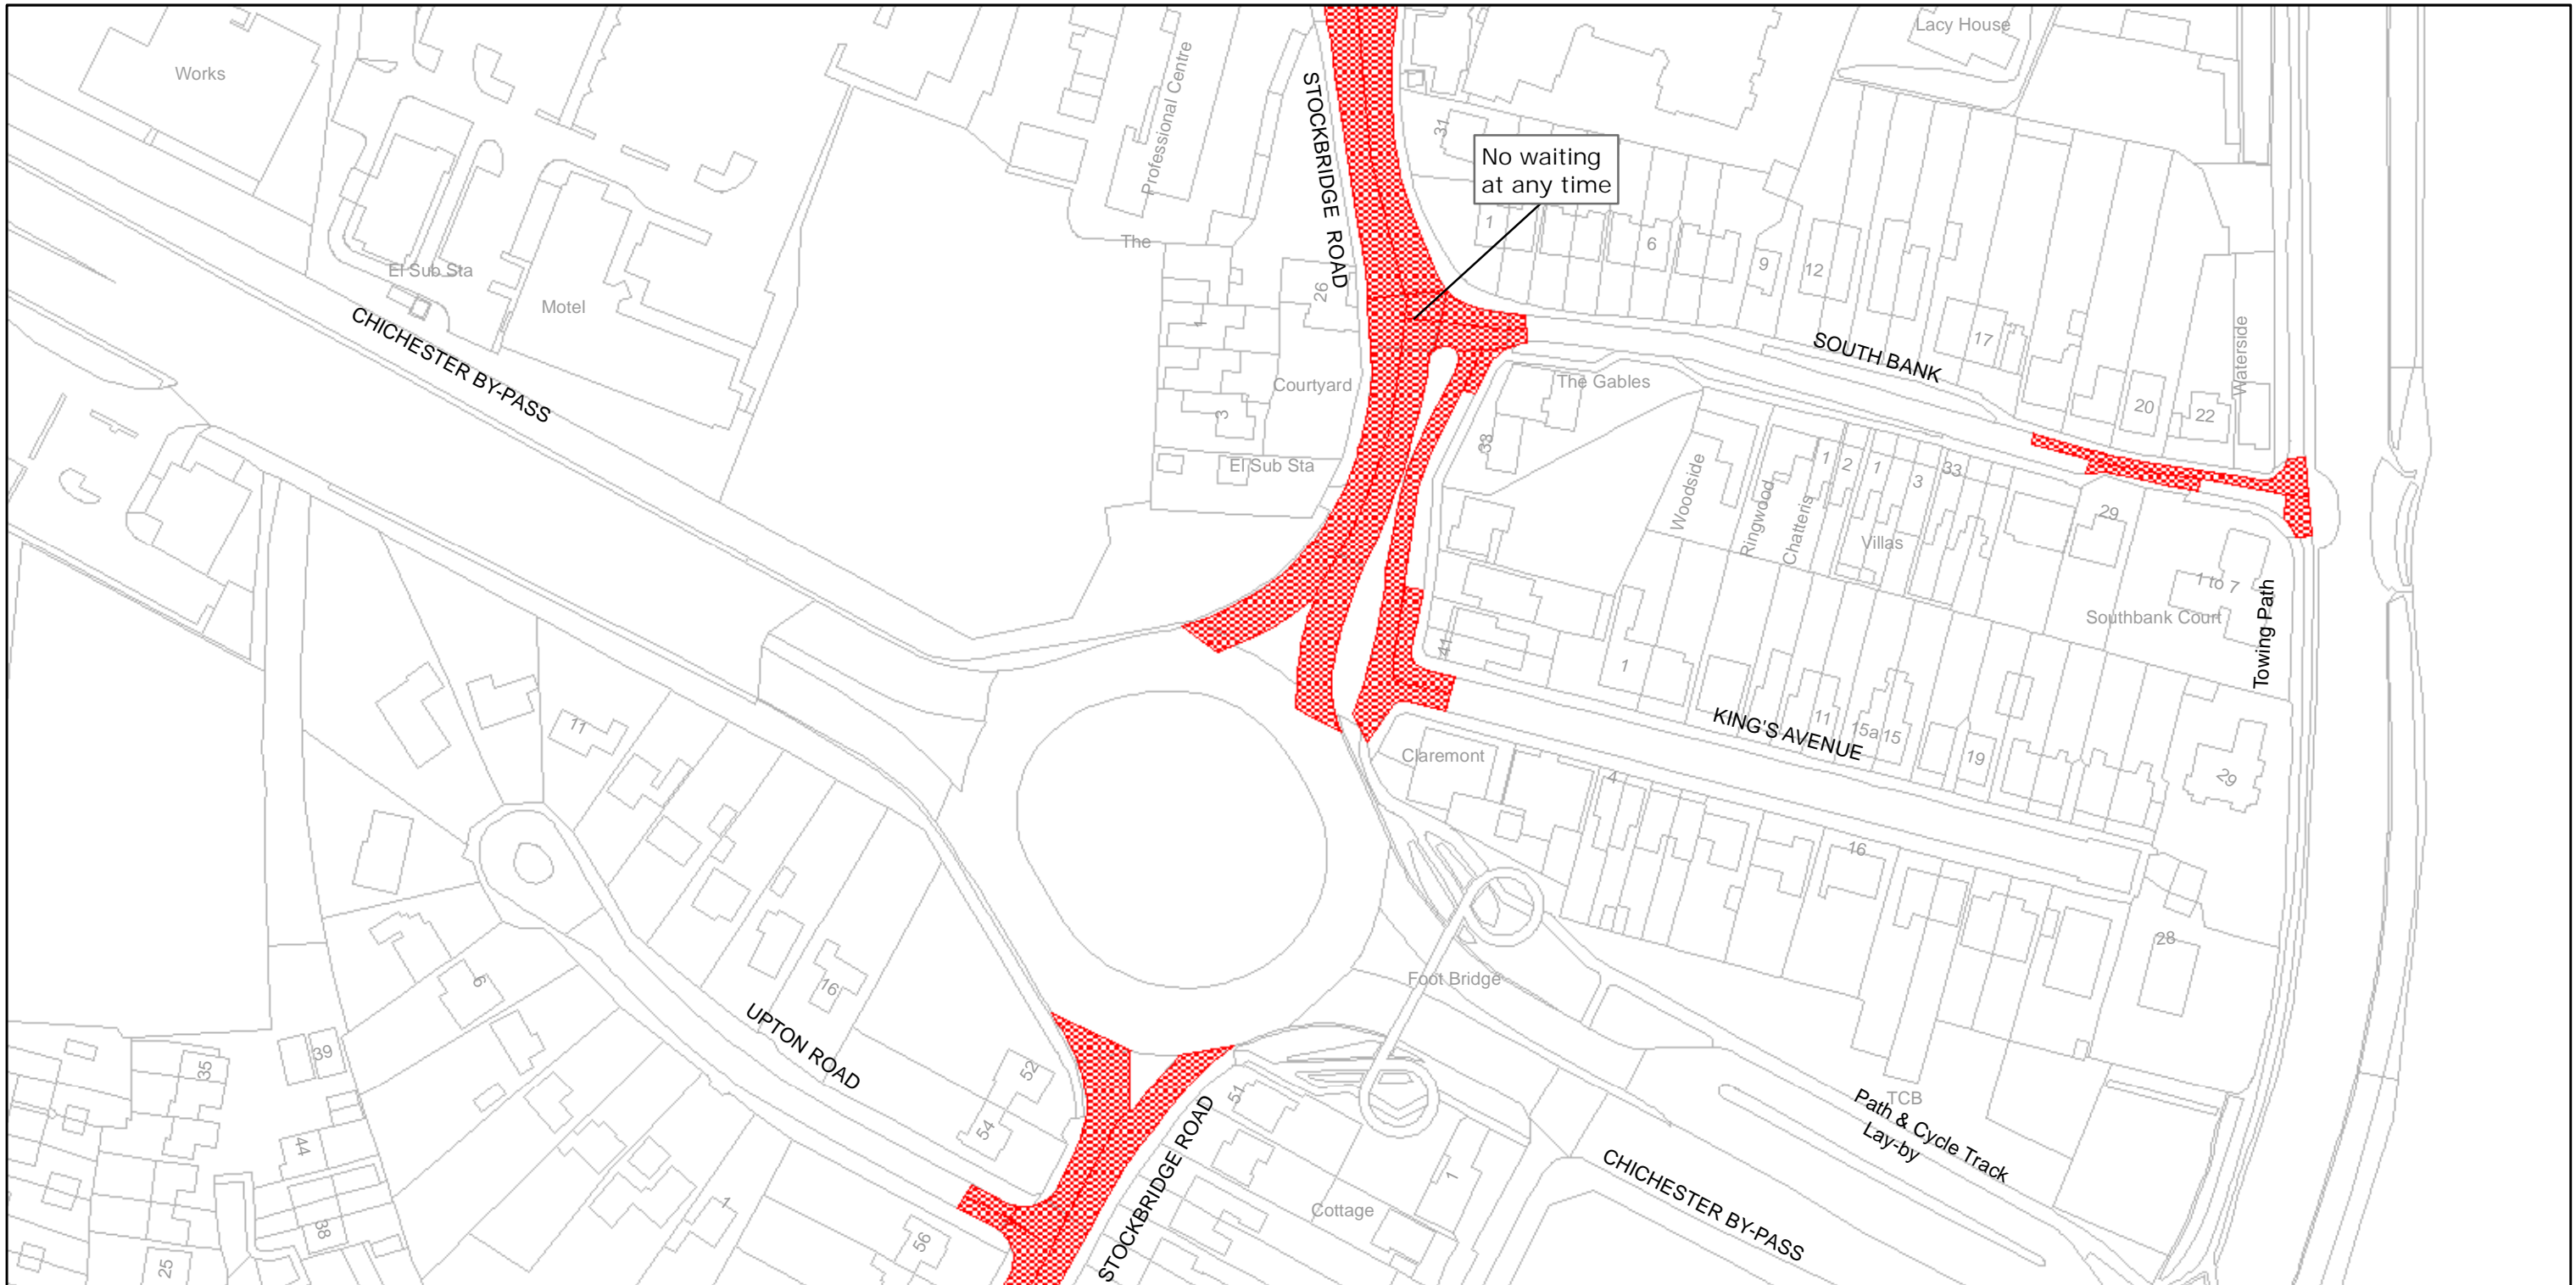 Works
El Sub Sta
Motel
CHICHESTER BY-PASS
Professional Centre
The
STOCKBRIDGE ROAD
26
1
Courtyard
3
El Sub Sta
Lacy House
31
No waiting
at any time
1
6
9
12
17
20
22
Waterside
SOUTH BANK
The Gables
33
Woodside
Ringwood
Chatteris
1
2
1
3
33
Villas
29
1 to 7
Southbank Court
Towing Path
41
1
11
15a
15
19
29
KING'S AVENUE
Claremont
4
16
28
Foot Bridge
11
6
16
UPTON ROAD
52
54
51
STOCKBRIDGE ROAD
1
Cottage
TCB
Path & Cycle Track
Lay-by
CHICHESTER BY-PASS
35
39
44
38
25
1
56